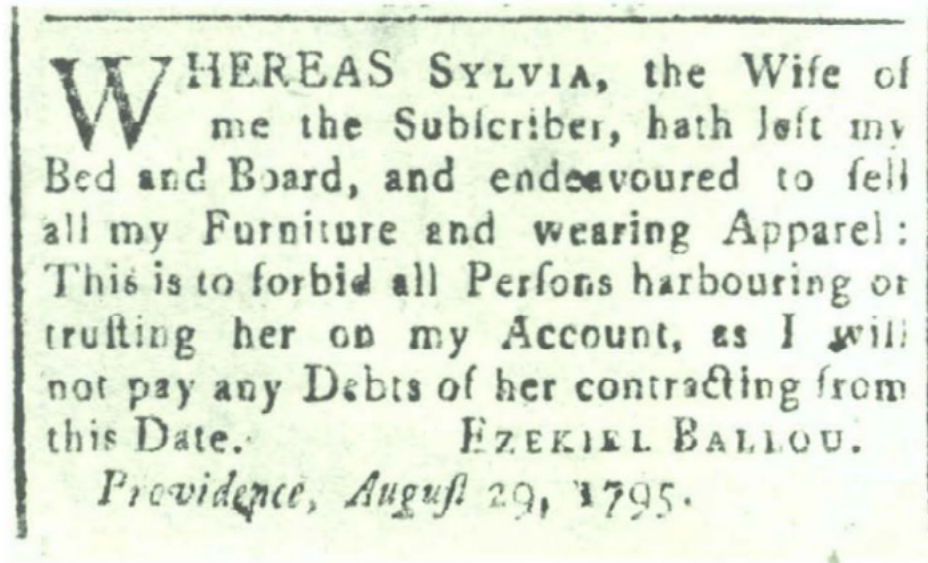 WHEREAS SYLVIA, the Wife of
me the Subſcriber, hath left my
Bed and Board, and endeavoured to ſell
all my Furniture and wearing Apparel:
This is to forbid all Perſons harbouring or
truſting her on my Account, as I will
not pay any Debts of her contracting from
this Date. EZEKIEL BALLOU.
Providence, Auguſt 29, 1795.